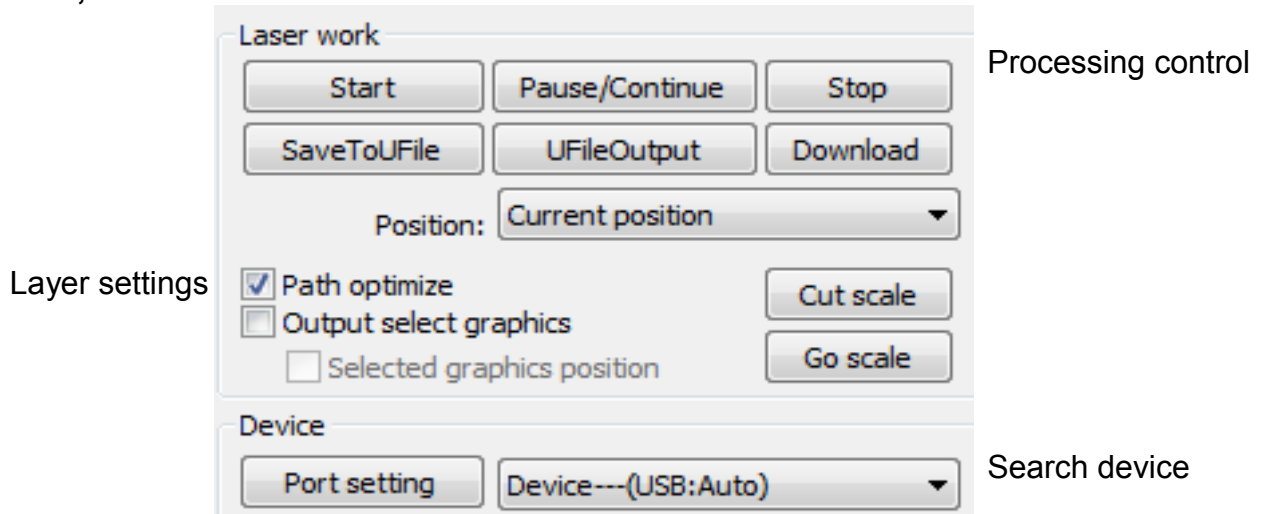 Laser work
Processing control
Start Pause/Continue Stop
SaveToUFile UFileOutput Download
Position: Current position
Layer settings
Path optimize Cut scale
Output select graphics
Selected graphics position Go scale
Device
Port setting Device---(USB:Auto)
Search device